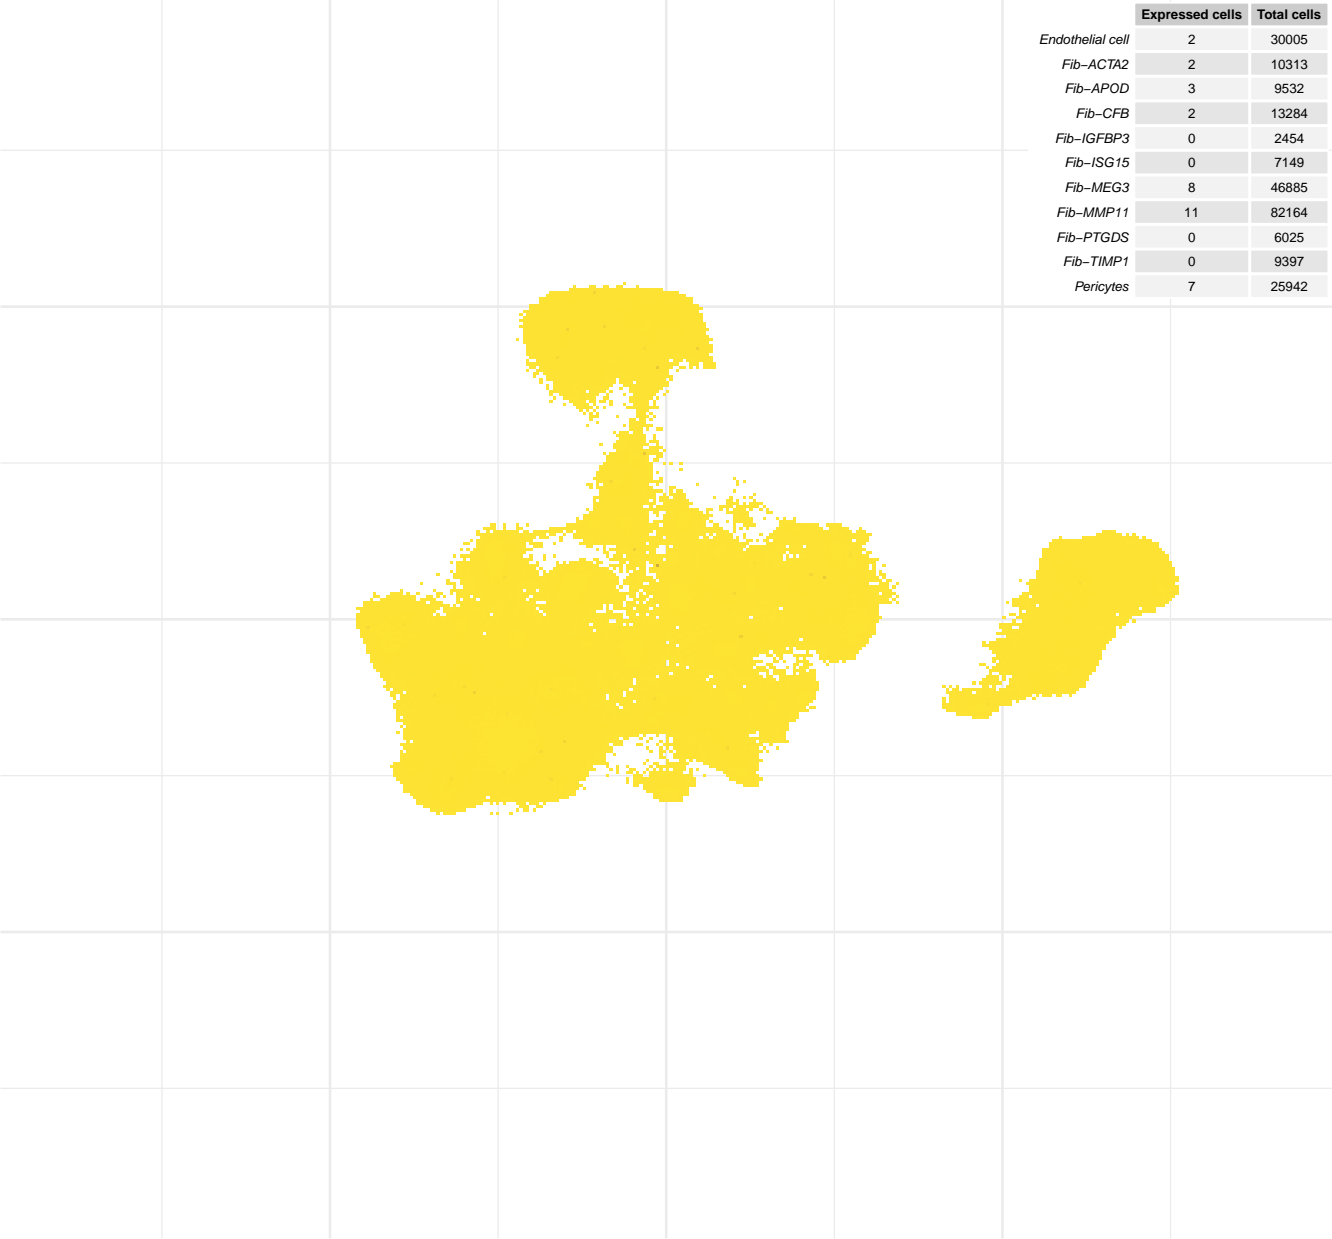 Expressed cells Total cells
Endothelial cell 2 30005
Fib−ACTA2 2 10313
Fib−APOD 3 9532
Fib−CFB 2 13284
Fib−IGFBP3 0 2454
Fib−ISG15 0 7149
Fib−MEG3 8 46885
Fib−MMP11 11 82164
Fib−PTGDS 0 6025
Fib−TIMP1 0 9397
Pericytes 7 25942